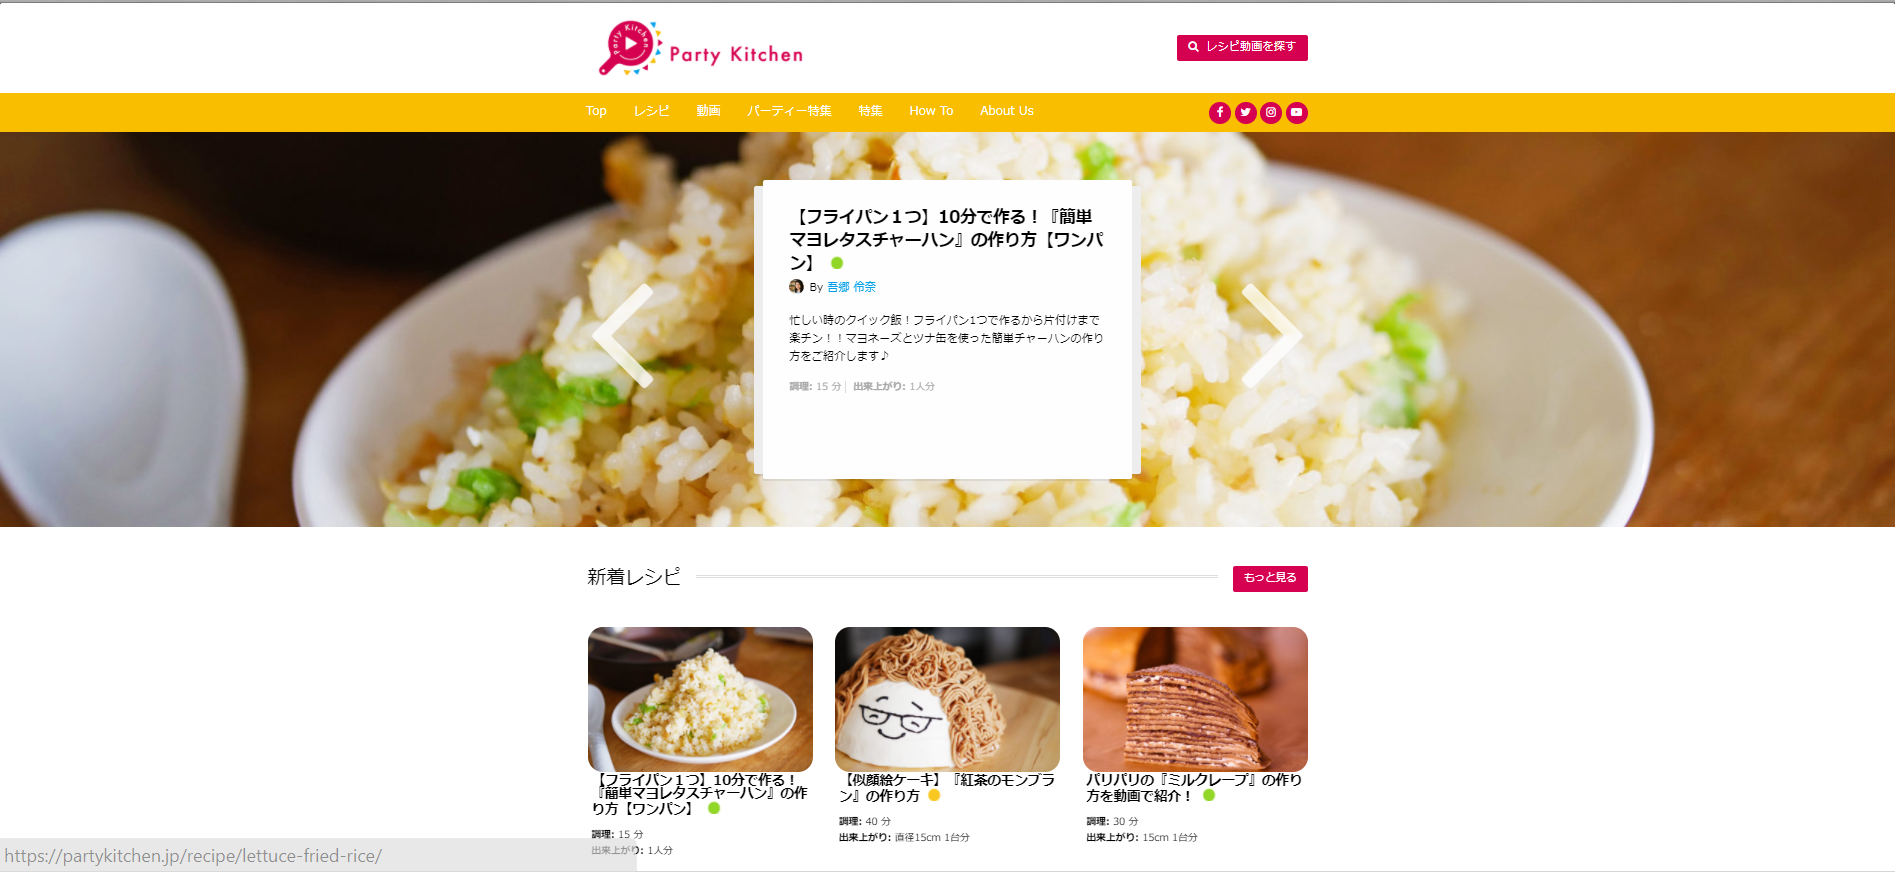 Party Kitchen
Party Kitchen
レシピ動画を探す
Top レシピ 動画 パーティー特集 特集 How To About Us
【フライパン１つ】10分で作る！『簡単
マヨレタスチャーハン』の作り方【ワンパ
ン】
By 吾郷 伶奈
忙しい時のクイック飯！フライパン1つで作るから片付けまで
楽チン！！マヨネーズとツナ缶を使った簡単チャーハンの作り
方をご紹介します♪
調理: 15 分 | 出来上がり: 1人分
新着レシピ
もっと見る
【フライパン１つ】10分で作る！
『簡単マヨレタスチャーハン』の作
り方【ワンパン】
調理: 15 分
出来上がり: 1人分
【似顔絵ケーキ】『紅茶のモンブラ
ン』の作り方
調理: 40 分
出来上がり: 直径15cm 1台分
パリパリの『ミルクレープ』の作り
方を動画で紹介！
調理: 30 分
出来上がり: 15cm 1台分
https://partykitchen.jp/recipe/lettuce-fried-rice/